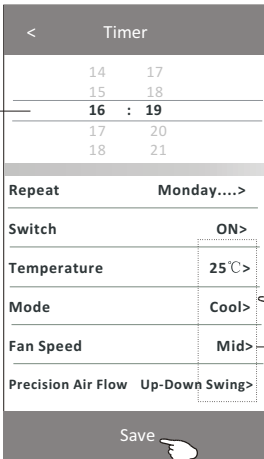 < Timer
14 17
15 18
16 : 19
17 20
18 21
Repeat Monday....>
Switch ON>
Temperature 25℃>
Mode Cool>
Fan Speed Mid>
Precision Air Flow Up-Down Swing>
Save